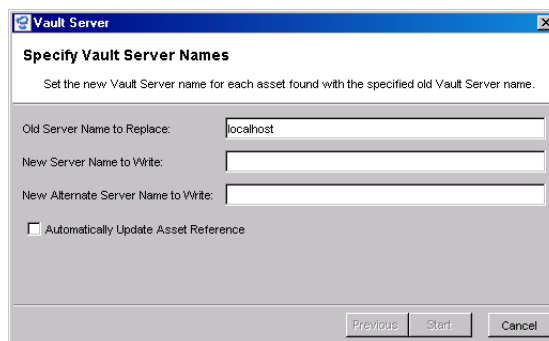 Vault Server
Specify Vault Server Names
Set the new Vault Server name for each asset found with the specified old Vault Server name.
Old Server Name to Replace: localhost
New Server Name to Write:
New Alternate Server Name to Write:
Automatically Update Asset Reference
Previous Start Cancel